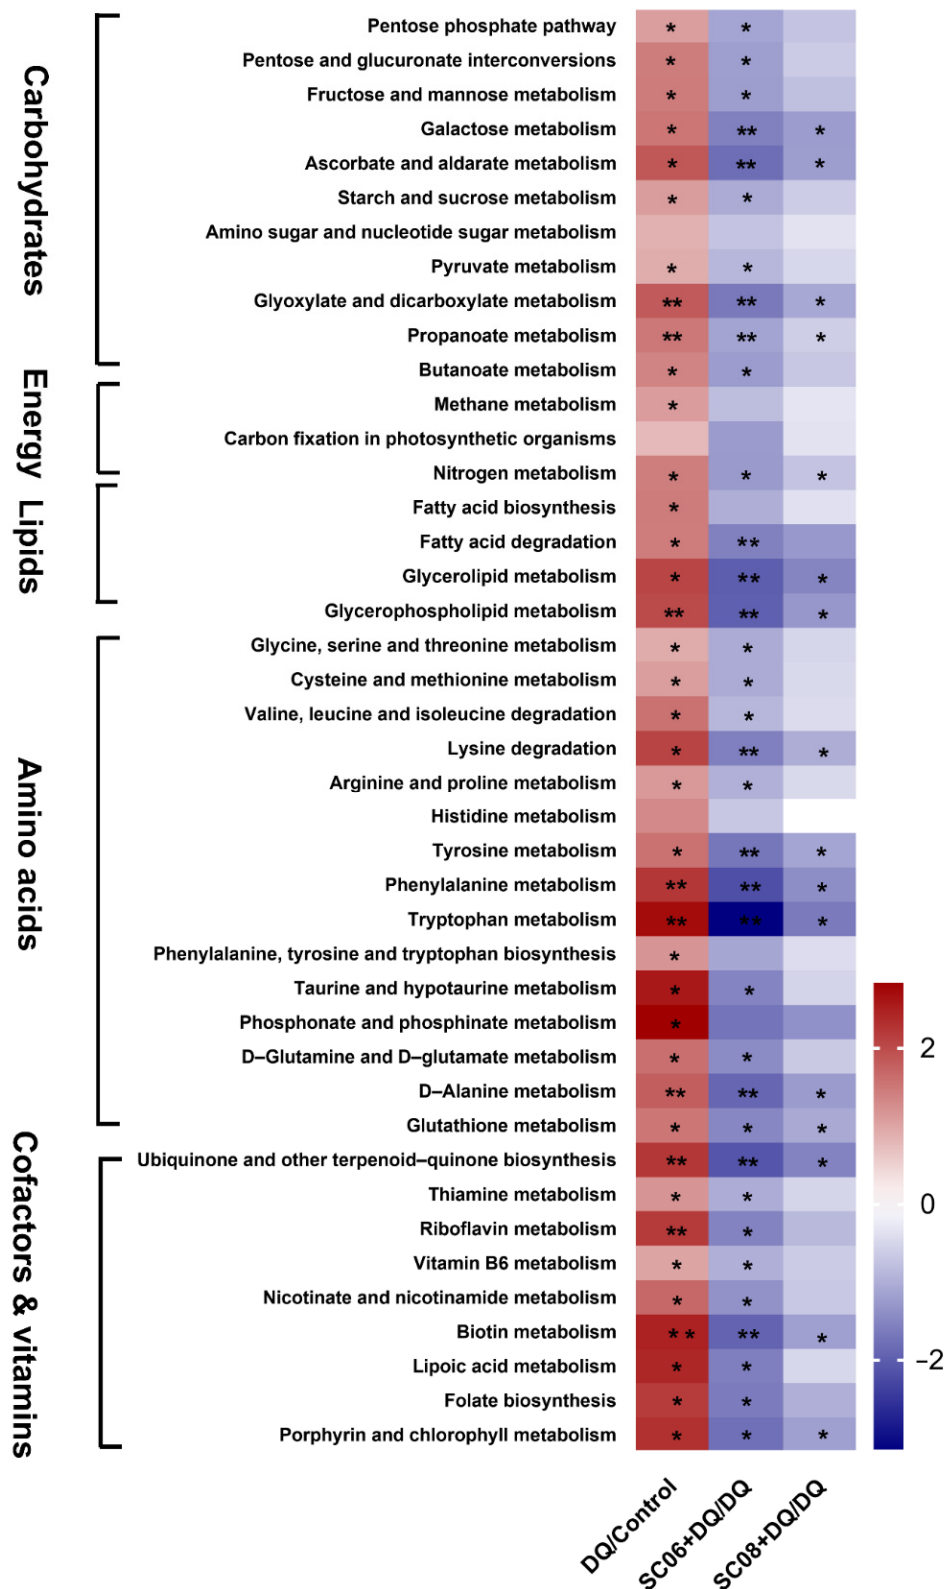 Carbohydrates
Pentose phosphate pathway * *
Pentose and glucuronate interconversions * *
Fructose and mannose metabolism * *
Galactose metabolism * ** *
Ascorbate and aldarate metabolism * ** *
Starch and sucrose metabolism * *
Amino sugar and nucleotide sugar metabolism
Pyruvate metabolism * *
Glyoxylate and dicarboxylate metabolism ** ** *
Propanoate metabolism ** ** *
Butanoate metabolism * *
Energy
Methane metabolism *
Carbon fixation in photosynthetic organisms
Nitrogen metabolism * * *
Lipids
Fatty acid biosynthesis *
Fatty acid degradation * **
Glycerolipid metabolism * ** *
Glycerophospholipid metabolism ** ** *
Amino acids
Glycine, serine and threonine metabolism * *
Cysteine and methionine metabolism * *
Valine, leucine and isoleucine degradation * *
Lysine degradation * ** *
Arginine and proline metabolism * *
Histidine metabolism
Tyrosine metabolism * ** *
Phenylalanine metabolism ** ** *
Tryptophan metabolism ** ** *
Phenylalanine, tyrosine and tryptophan biosynthesis *
Taurine and hypotaurine metabolism * *
Phosphonate and phosphinate metabolism *
D–Glutamine and D–glutamate metabolism * *
D–Alanine metabolism ** ** *
Glutathione metabolism * * *
Cofactors & vitamins
Ubiquinone and other terpenoid–quinone biosynthesis ** ** *
Thiamine metabolism * *
Riboflavin metabolism ** *
Vitamin B6 metabolism * *
Nicotinate and nicotinamide metabolism * *
Biotin metabolism ** ** *
Lipoic acid metabolism * *
Folate biosynthesis * *
Porphyrin and chlorophyll metabolism * * *
2
0
−2
DQ/Control
SC06+DQ/DQ
SC08+DQ/DQ